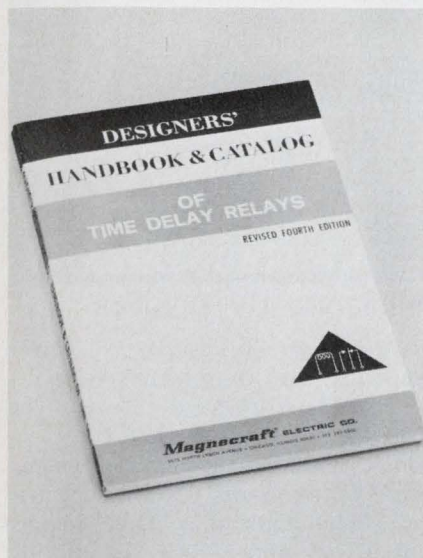 DESIGNERS'
HANDBOOK & CATALOG
OF
TIME DELAY RELAYS
REVISED FOURTH EDITION
Magnecraft ELECTRIC CO.